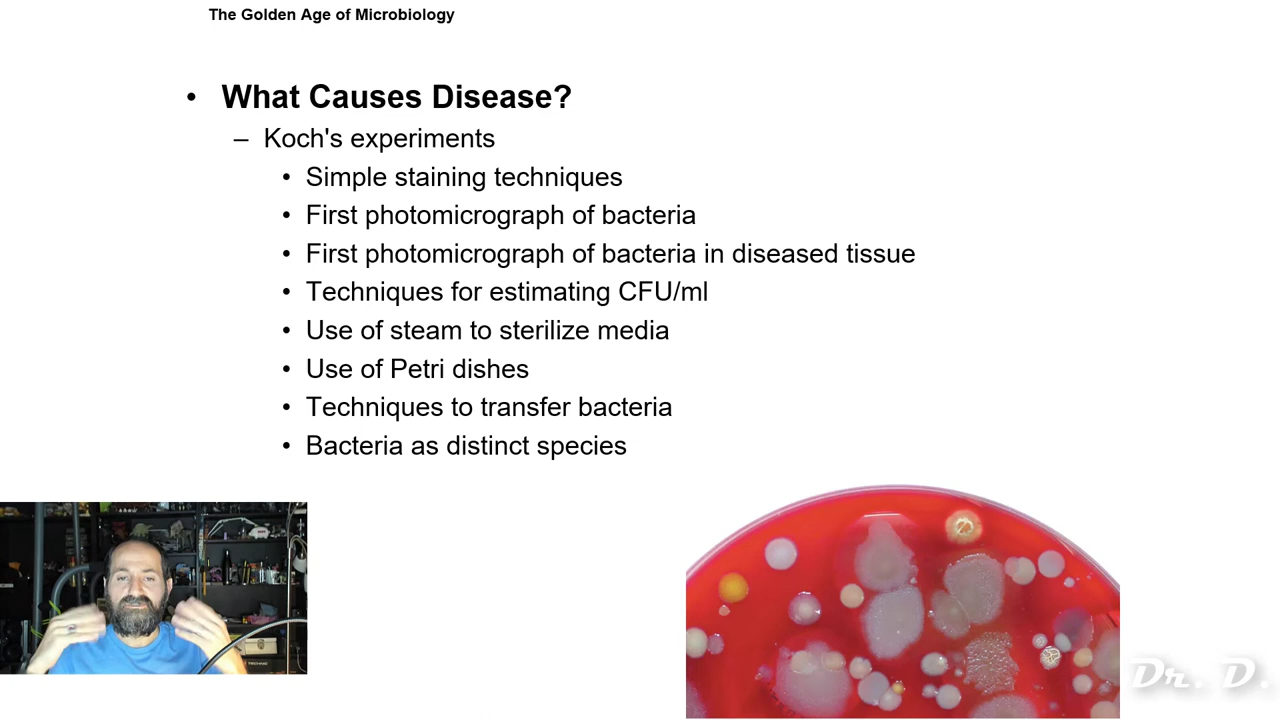 The Golden Age of Microbiology
• What Causes Disease?
– Koch's experiments
• Simple staining techniques
• First photomicrograph of bacteria
• First photomicrograph of bacteria in diseased tissue
• Techniques for estimating CFU/ml
• Use of steam to sterilize media
• Use of Petri dishes
• Techniques to transfer bacteria
• Bacteria as distinct species
TECHNIC
Dr. D.